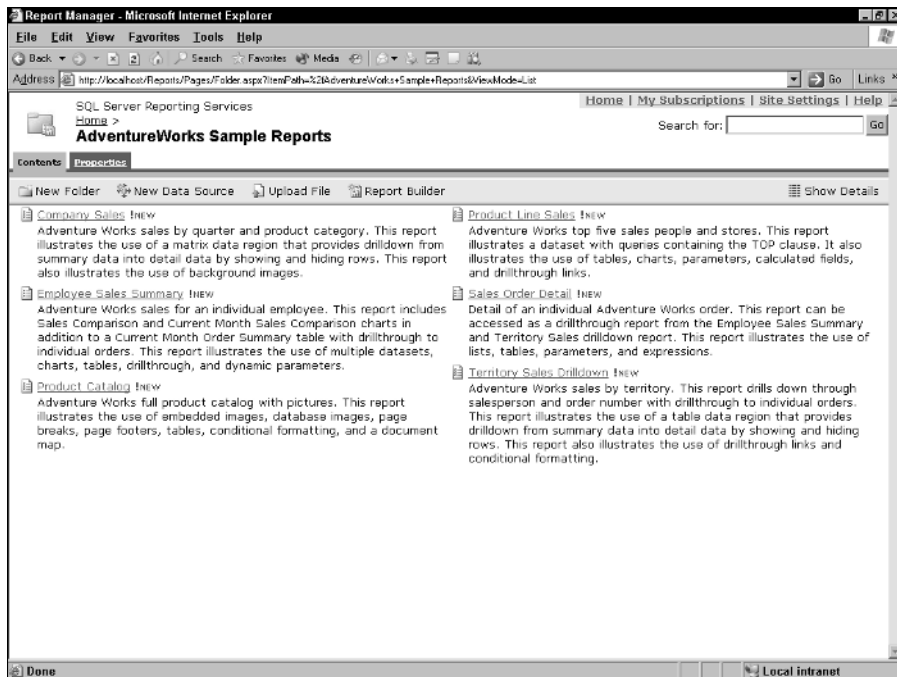 Report Manager - Microsoft Internet Explorer
File Edit View Favorites Tools Help
Back Search Favorites Media
Address http://localhost/Reports/Pages/Folder.aspx?ItemPath=%2fAdventureWorks+Sample+Reports&ViewMode=List Go Links
SQL Server Reporting Services
Home | My Subscriptions | Site Settings | Help
Home >
AdventureWorks Sample Reports
Search for: Go
Contents Properties
New Folder New Data Source Upload File Report Builder Show Details
Company Sales !NEW
Adventure Works sales by quarter and product category. This report
illustrates the use of a matrix data region that provides drilldown from
summary data into detail data by showing and hiding rows. This report
also illustrates the use of background images.
Employee Sales Summary !NEW
Adventure Works sales for an individual employee. This report includes
Sales Comparison and Current Month Sales Comparison charts in
addition to a Current Month Order Summary table with drillthrough to
individual orders. This report illustrates the use of multiple datasets,
charts, tables, drillthrough, and dynamic parameters.
Product Catalog !NEW
Adventure Works full product catalog with pictures. This report
illustrates the use of embedded images, database images, page
breaks, page footers, tables, conditional formatting, and a document
map.
Product Line Sales !NEW
Adventure Works top five sales people and stores. This report
illustrates a dataset with queries containing the TOP clause. It also
illustrates the use of tables, charts, parameters, calculated fields,
and drillthrough links.
Sales Order Detail !NEW
Detail of an individual Adventure Works order. This report can be
accessed as a drillthrough report from the Employee Sales Summary
and Territory Sales drilldown report. This report illustrates the use of
lists, tables, parameters, and expressions.
Territory Sales Drilldown !NEW
Adventure Works sales by territory. This report drills down through
salesperson and order number with drillthrough to individual orders.
This report illustrates the use of a table data region that provides
drilldown from summary data into detail data by showing and hiding
rows. This report also illustrates the use of drillthrough links and
conditional formatting.
Done Local intranet